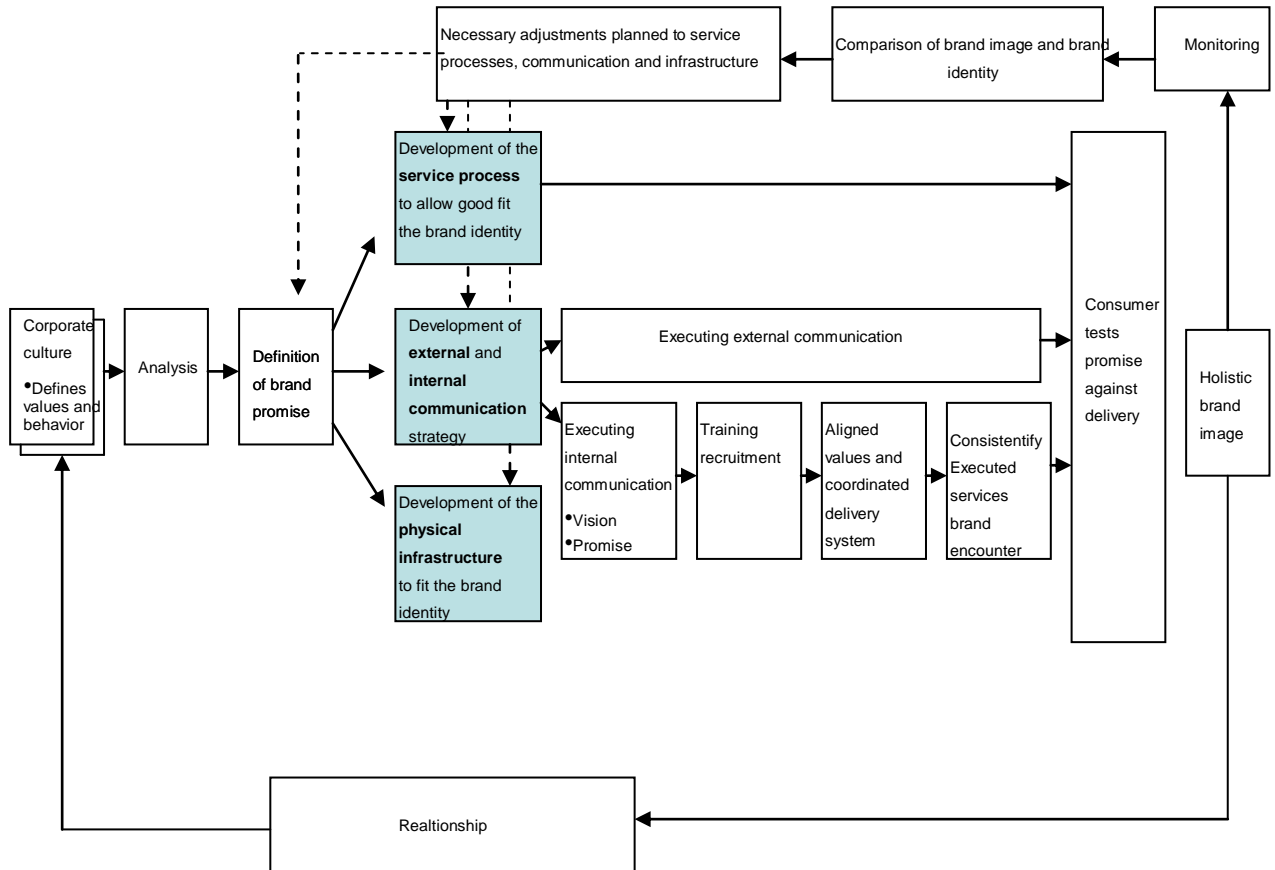 Necessary adjustments planned to service
processes, communication and infrastructure
Comparison of brand image and brand
identity
Monitoring
Development of the
service process
to allow good fit
the brand identity
Corporate
culture
•Defines
values and
behavior
Analysis
Definition
of brand
promise
Development of
external and
internal
communication
strategy
Executing external communication
Executing
internal
communication
•Vision
•Promise
Training
recruitment
Aligned
values and
coordinated
delivery
system
Consistentify
Executed
services
brand
encounter
Consumer
tests
promise
against
delivery
Holistic
brand
image
Development of the
physical
infrastructure
to fit the brand
identity
Realtionship